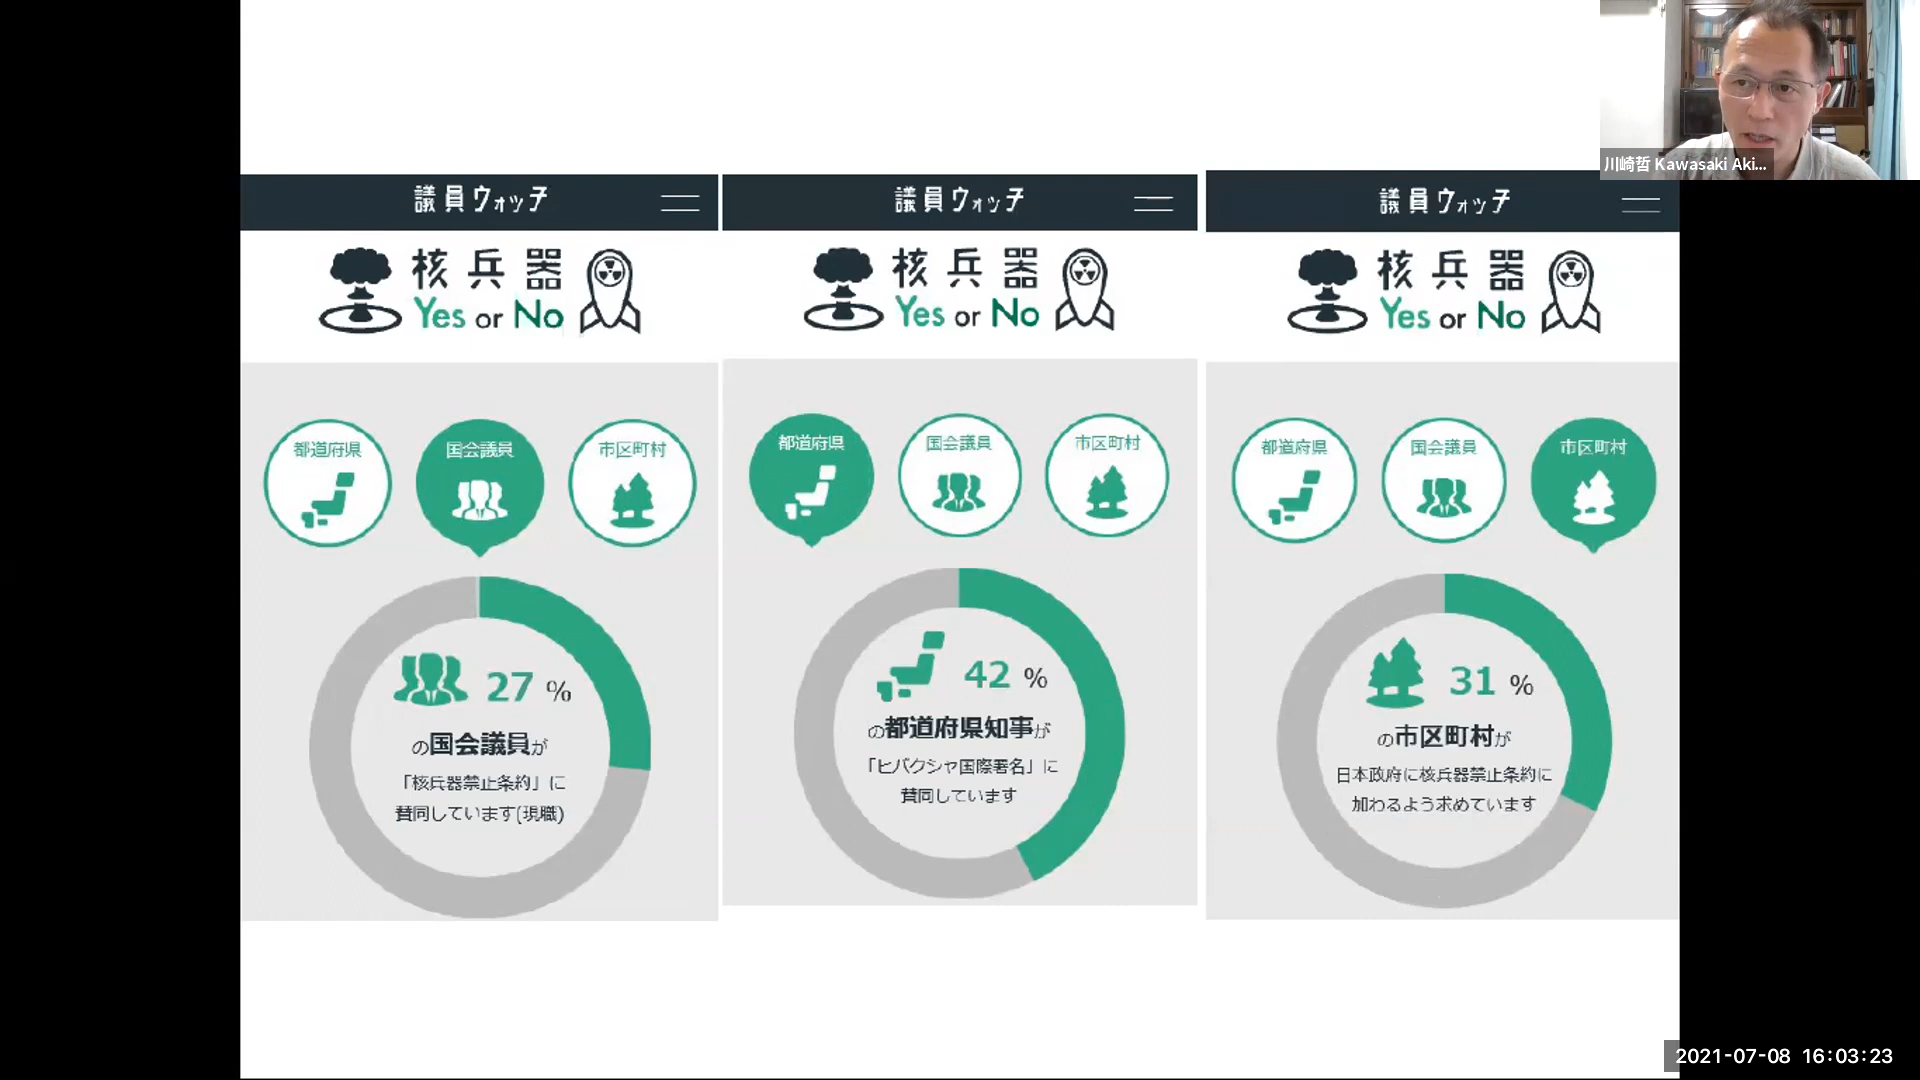 川崎哲 Kawasaki Aki...
議員ウォッチ
核兵器
Yes or No
都道府県
国会議員
市区町村
27 %
の国会議員が
「核兵器禁止条約」に
賛同しています(現職)
議員ウォッチ
核兵器
Yes or No
都道府県
国会議員
市区町村
42 %
の都道府県知事が
「ヒバクシャ国際署名」に
賛同しています
議員ウォッチ
核兵器
Yes or No
都道府県
国会議員
市区町村
31 %
の市区町村が
日本政府に核兵器禁止条約に
加わるよう求めています
2021-07-08 16:03:23